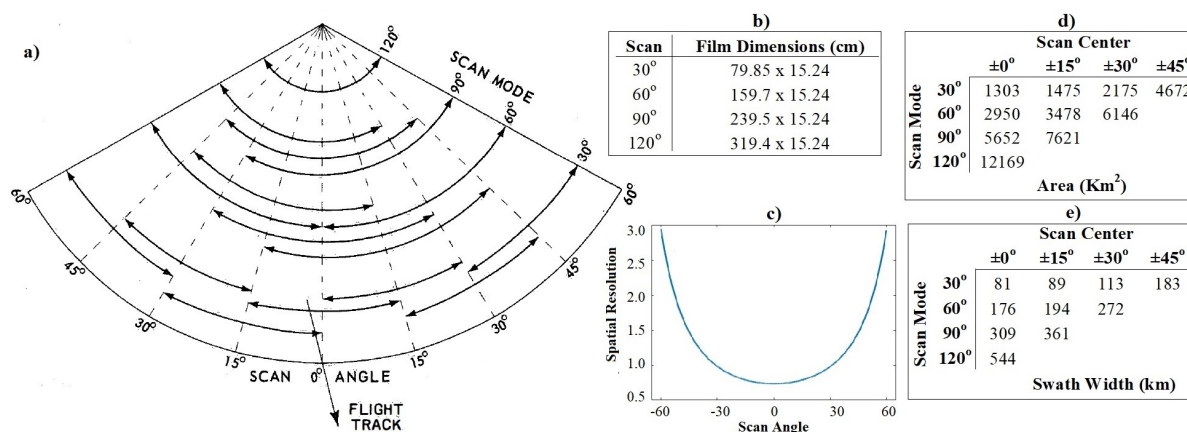 a)
120°
SCAN MODE
90°
60°
30°
60°
60°
45°
45°
30°
30°
15°
15°
SCAN 0° ANGLE
FLIGHT
TRACK
b)
Scan Film Dimensions (cm)
30° 79.85 x 15.24
60° 159.7 x 15.24
90° 239.5 x 15.24
120° 319.4 x 15.24
c)
Spatial Resolution
3.0
2.5
2.0
1.5
1.0
0.5
-60 -30 0 30 60
Scan Angle
d)
Scan Center
±0° ±15° ±30° ±45°
Scan Mode
30° 1303 1475 2175 4672
60° 2950 3478 6146
90° 5652 7621
120° 12169
Area (Km²)
e)
Scan Center
±0° ±15° ±30° ±45°
Scan Mode
30° 81 89 113 183
60° 176 194 272
90° 309 361
120° 544
Swath Width (km)